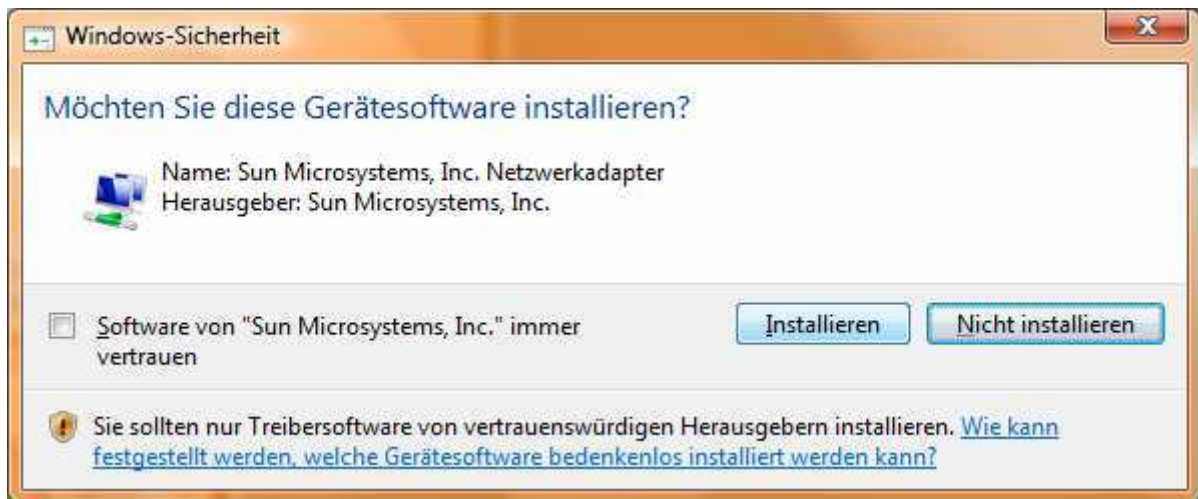 Windows-Sicherheit
Möchten Sie diese Gerätesoftware installieren?
Name: Sun Microsystems, Inc. Netzwerkadapter
Herausgeber: Sun Microsystems, Inc.
Software von "Sun Microsystems, Inc." immer
vertrauen
Installieren
Nicht installieren
Sie sollten nur Treibersoftware von vertrauenswürdigen Herausgebern installieren. Wie kann
festgestellt werden, welche Gerätesoftware bedenkenlos installiert werden kann?